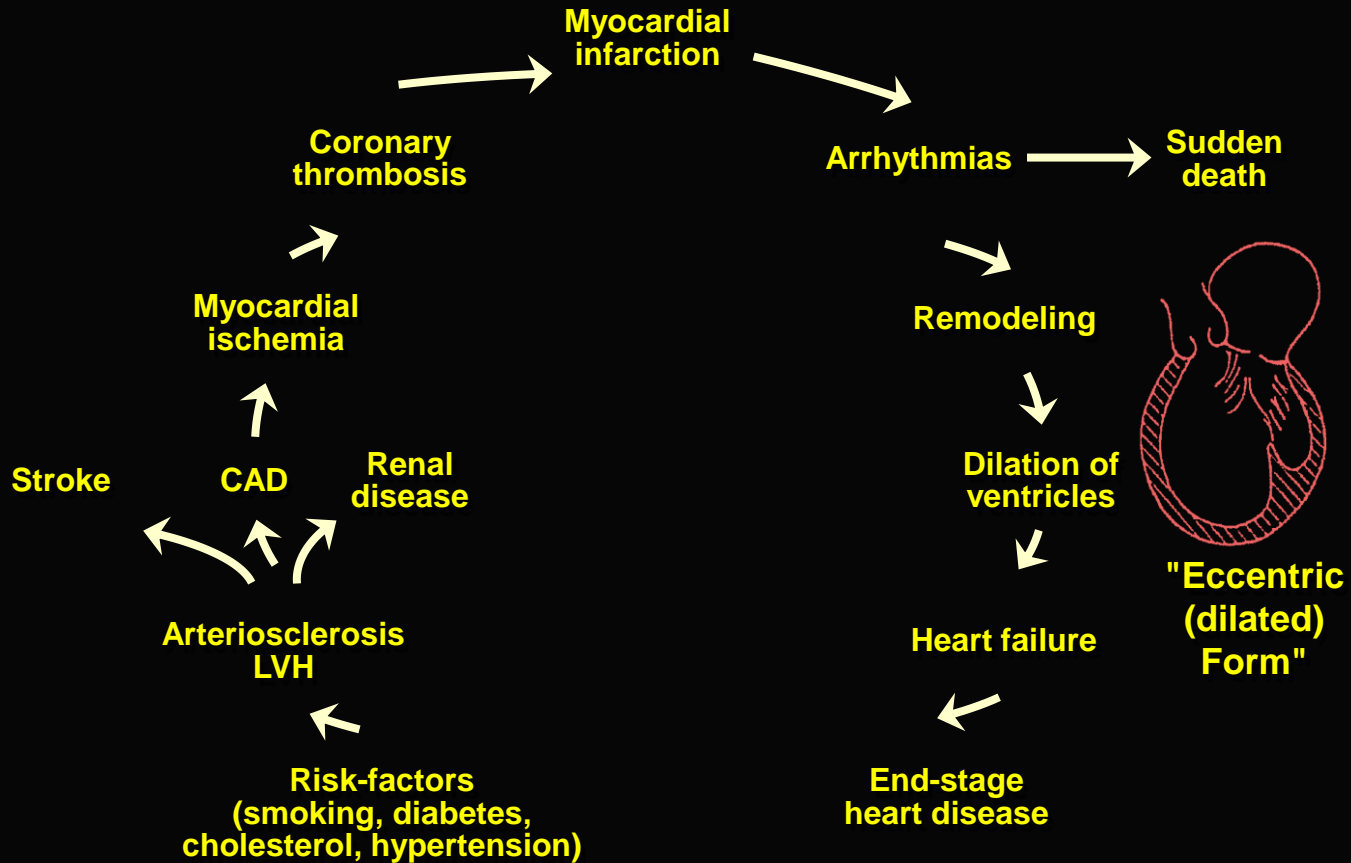 Myocardial
infarction
Coronary
thrombosis
Arrhythmias
Sudden
death
Myocardial
ischemia
Remodeling
Stroke
CAD
Renal
disease
Dilation of
ventricles
"Eccentric
(dilated)
Form"
Arteriosclerosis
LVH
Heart failure
Risk-factors
(smoking, diabetes,
cholesterol, hypertension)
End-stage
heart disease